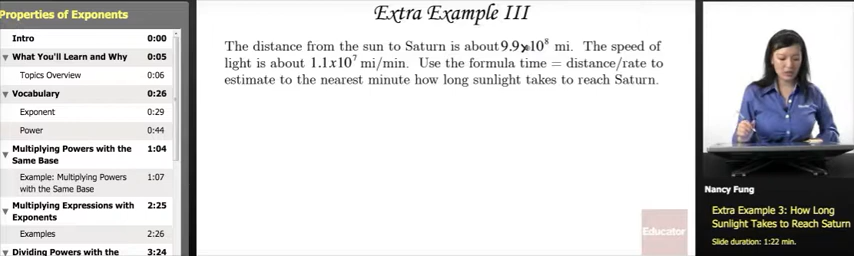 Properties of Exponents
Intro 0:00
What You'll Learn and Why 0:05
Topics Overview 0:06
Vocabulary 0:26
Exponent 0:29
Power 0:44
Multiplying Powers with the 1:04
Same Base
Example: Multiplying Powers 1:07
with the Same Base
Multiplying Expressions with 2:25
Exponents
Examples 2:26
Dividing Powers with the 3:24
Extra Example III
The distance from the sun to Saturn is about 9.9x10⁸ mi. The speed of
light is about 1.1x10⁷ mi/min. Use the formula time = distance/rate to
estimate to the nearest minute how long sunlight takes to reach Saturn.
Educator
Nancy Fung
Extra Example 3: How Long
Sunlight Takes to Reach Saturn
Slide duration: 1:22 min.